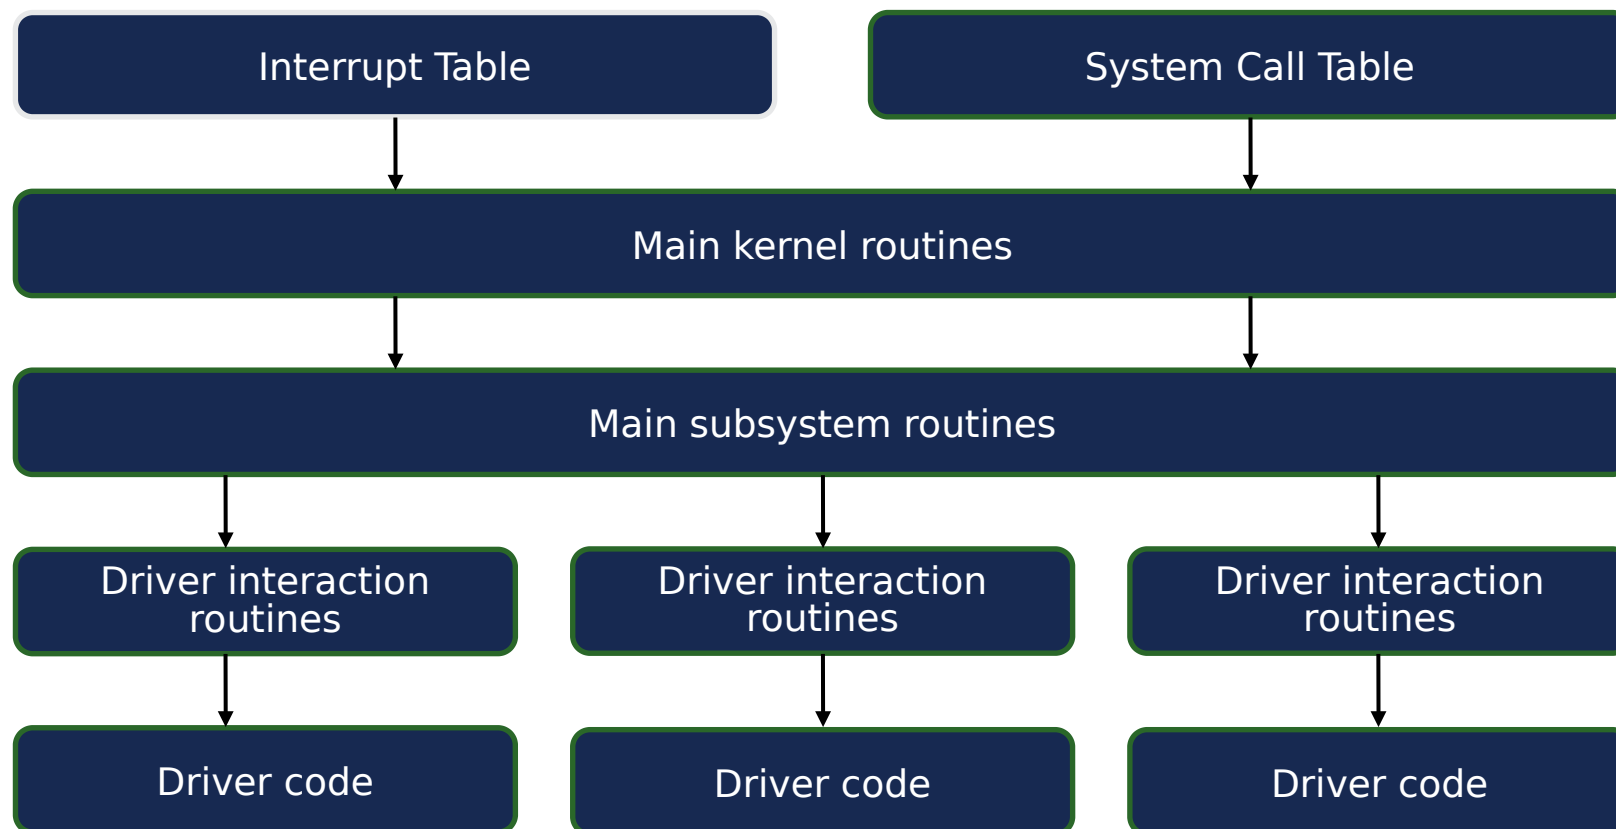 Interrupt Table
System Call Table
Main kernel routines
Main subsystem routines
Driver interaction
routines
Driver interaction
routines
Driver interaction
routines
Driver code
Driver code
Driver code